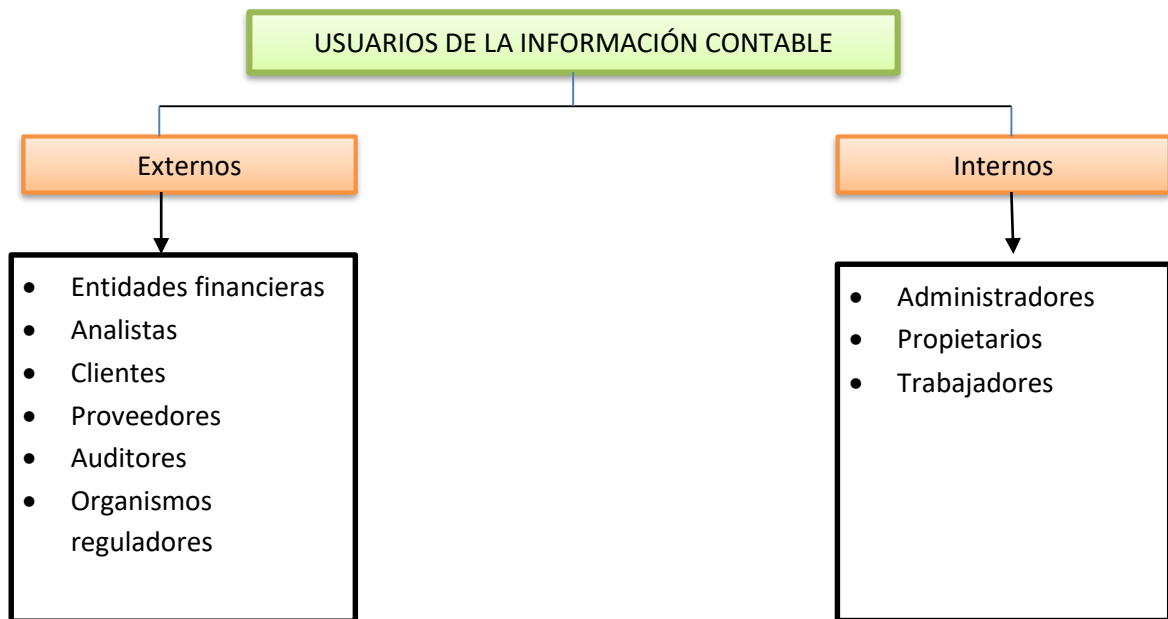 USUARIOS DE LA INFORMACIÓN CONTABLE
Externos
Internos
• Entidades financieras
• Analistas
• Clientes
• Proveedores
• Auditores
• Organismos
reguladores
• Administradores
• Propietarios
• Trabajadores